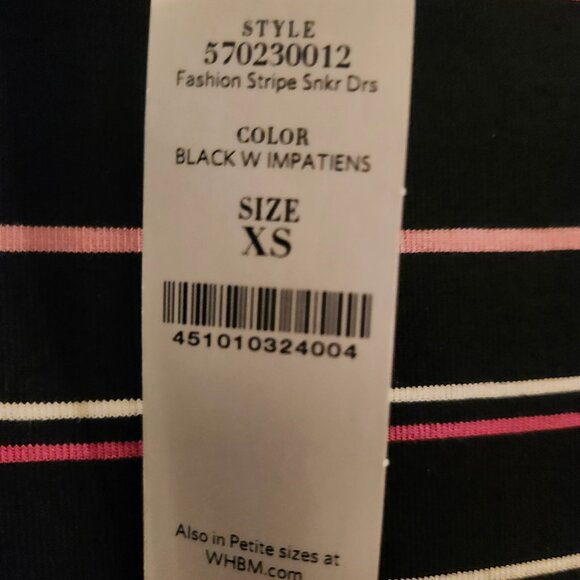 STYLE
570230012
Fashion Stripe Snkr Drs
COLOR
BLACK W IMPATIENS
SIZE
XS
451010324004
Also in Petite sizes at
WHBM.com